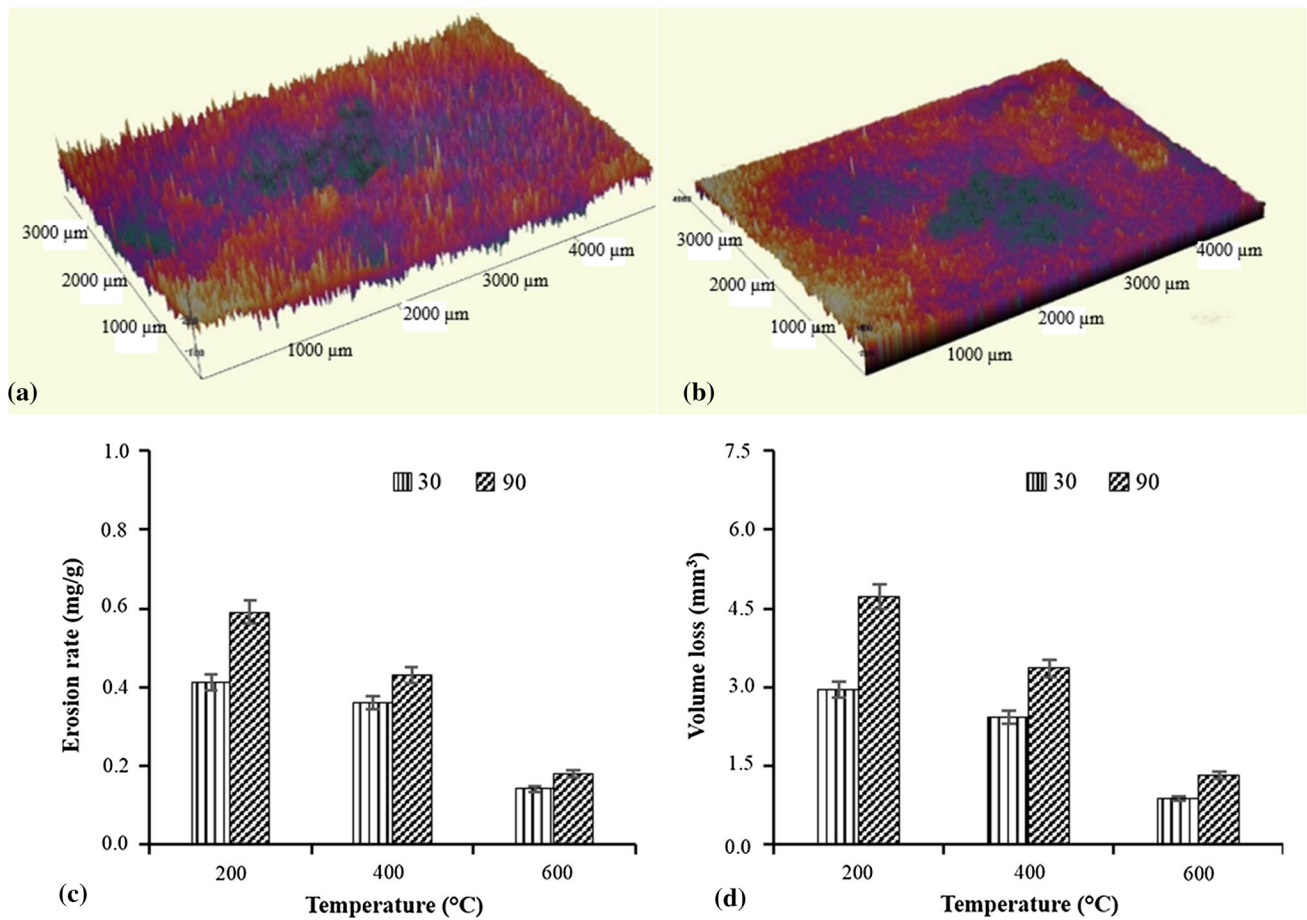 3000 µm
2000 µm
1000 µm
1000 µm
2000 µm
3000 µm
4000 µm
(a)
4000
3000 µm
2000 µm
1000 µm
1000 µm
2000 µm
3000 µm
4000 µm
(b)
1.0
0.8
0.6
0.4
0.2
0.0
Erosion rate (mg/g)
30 90
200 400 600
Temperature (°C)
(c)
7.5
6.0
4.5
3.0
1.5
0.0
Volume loss (mm³)
30 90
200 400 600
Temperature (°C)
(d)